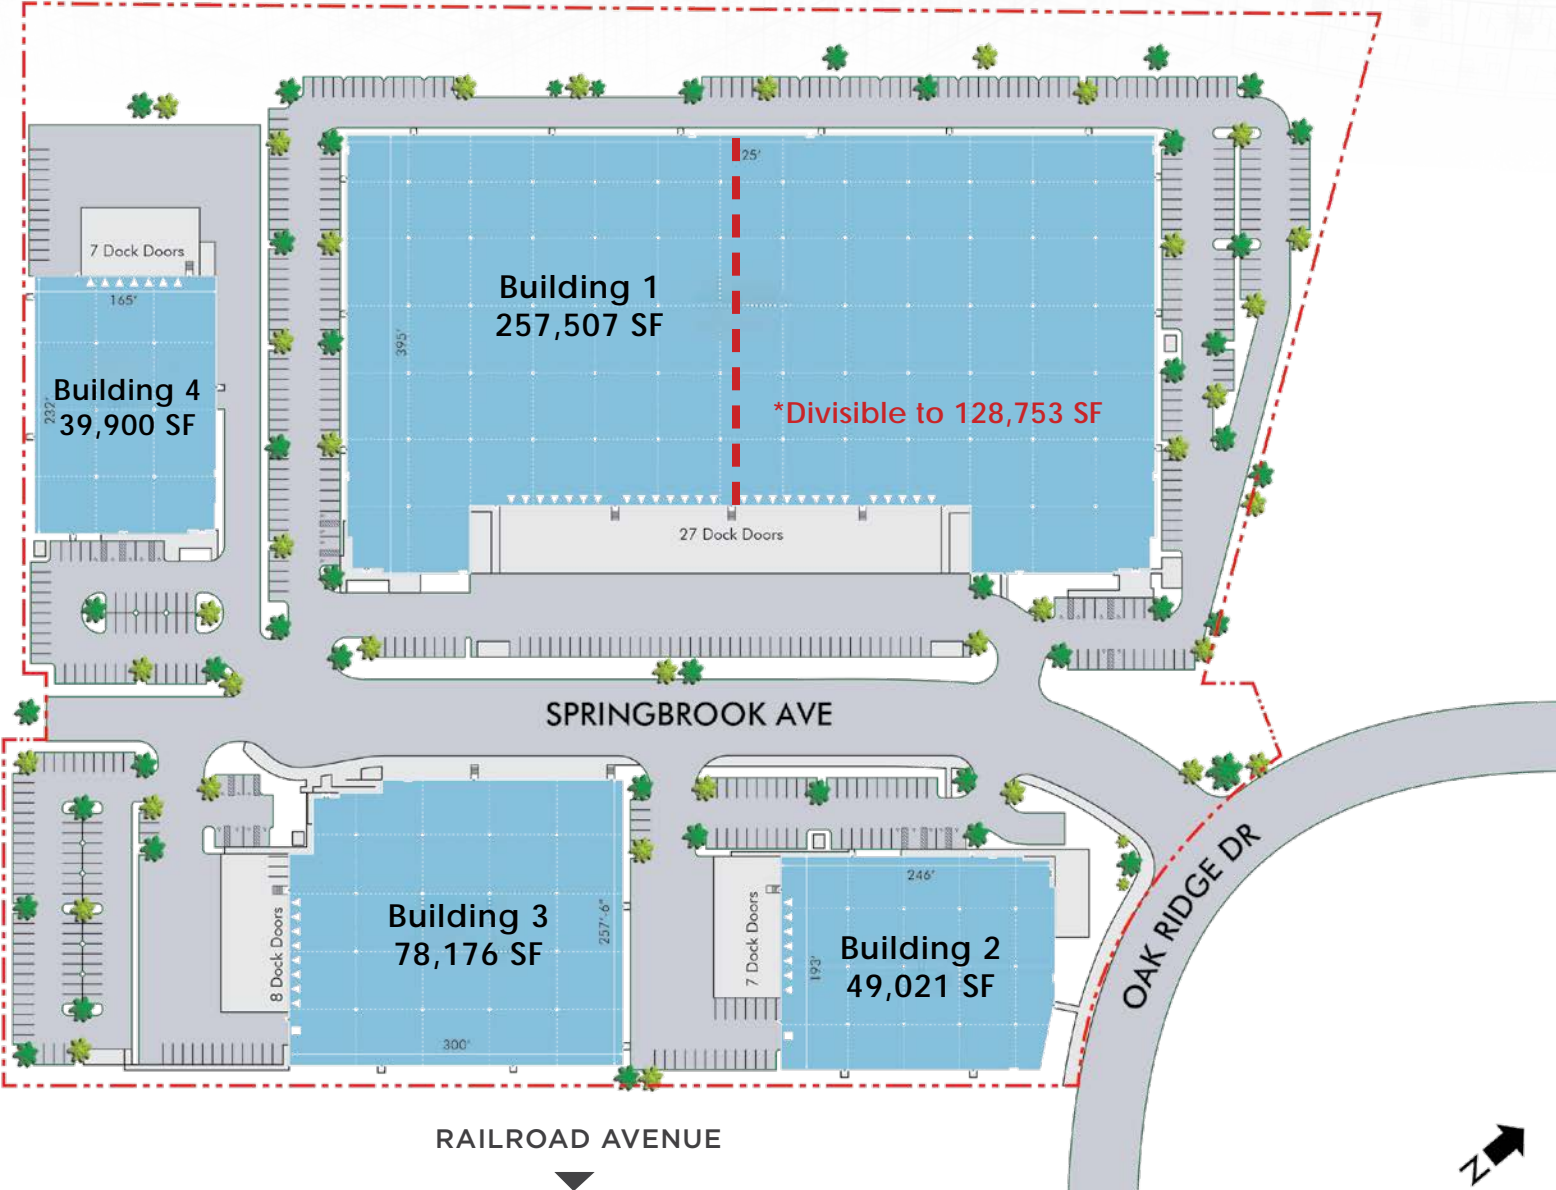 25'
7 Dock Doors
165'
Building 1
257,507 SF
395'
Building 4
39,900 SF
232'
*Divisible to 128,753 SF
27 Dock Doors
SPRINGBROOK AVE
OAK RIDGE DR
246'
Building 3
78,176 SF
257'-6"
8 Dock Doors
7 Dock Doors
Building 2
49,021 SF
193'
300'
RAILROAD AVENUE
N